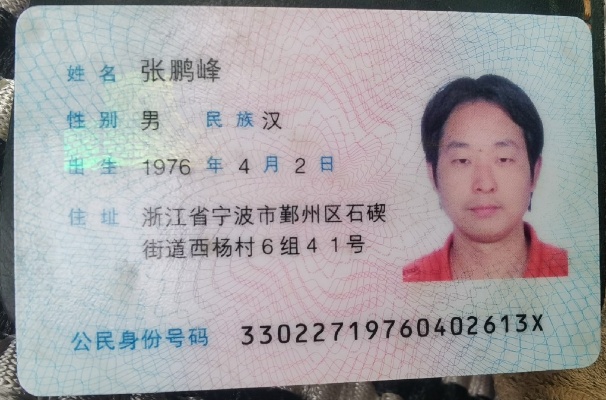 姓名 张鹏峰
性别 男 民族 汉
出生 1976 年 4 月 2 日
住址 浙江省宁波市鄞州区石碶
街道西杨村6组41号
公民身份号码 33022719760402613X